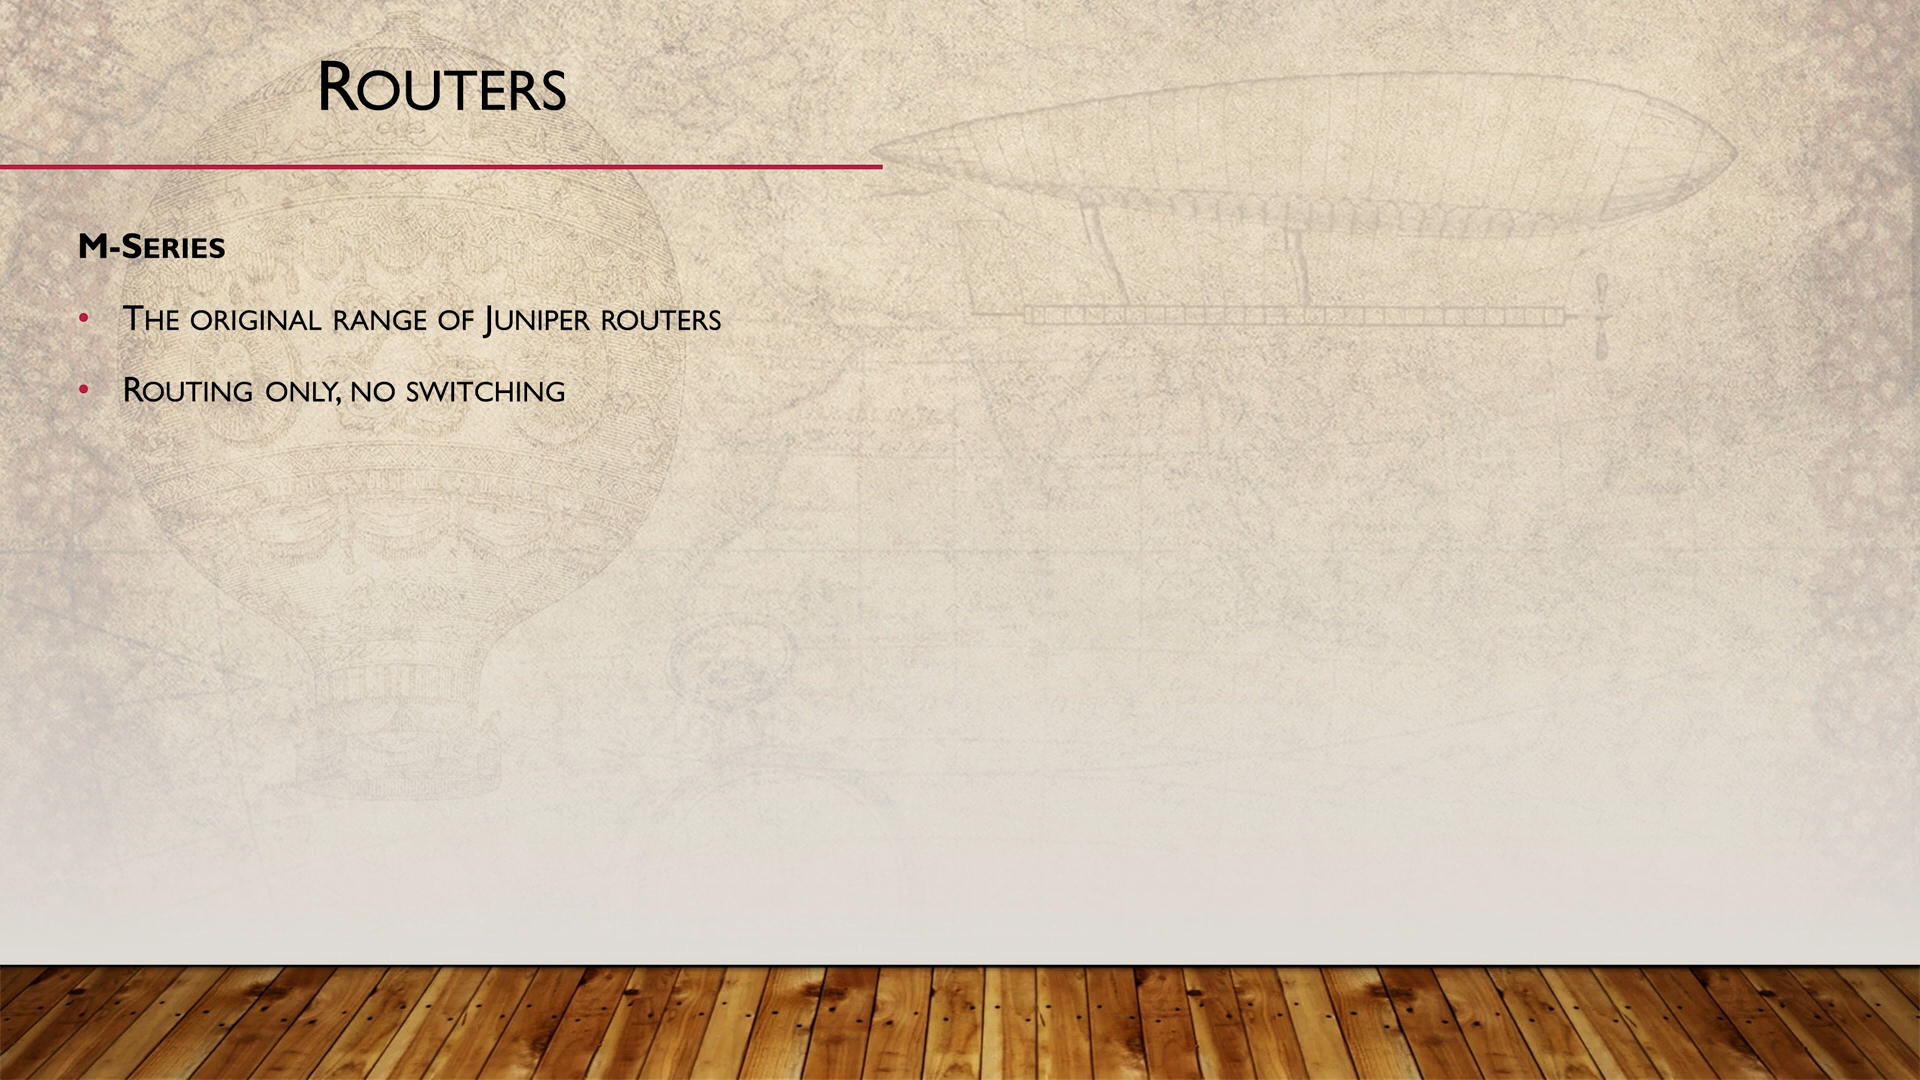 Routers
M-Series
• The original range of Juniper routers
• Routing only, no switching